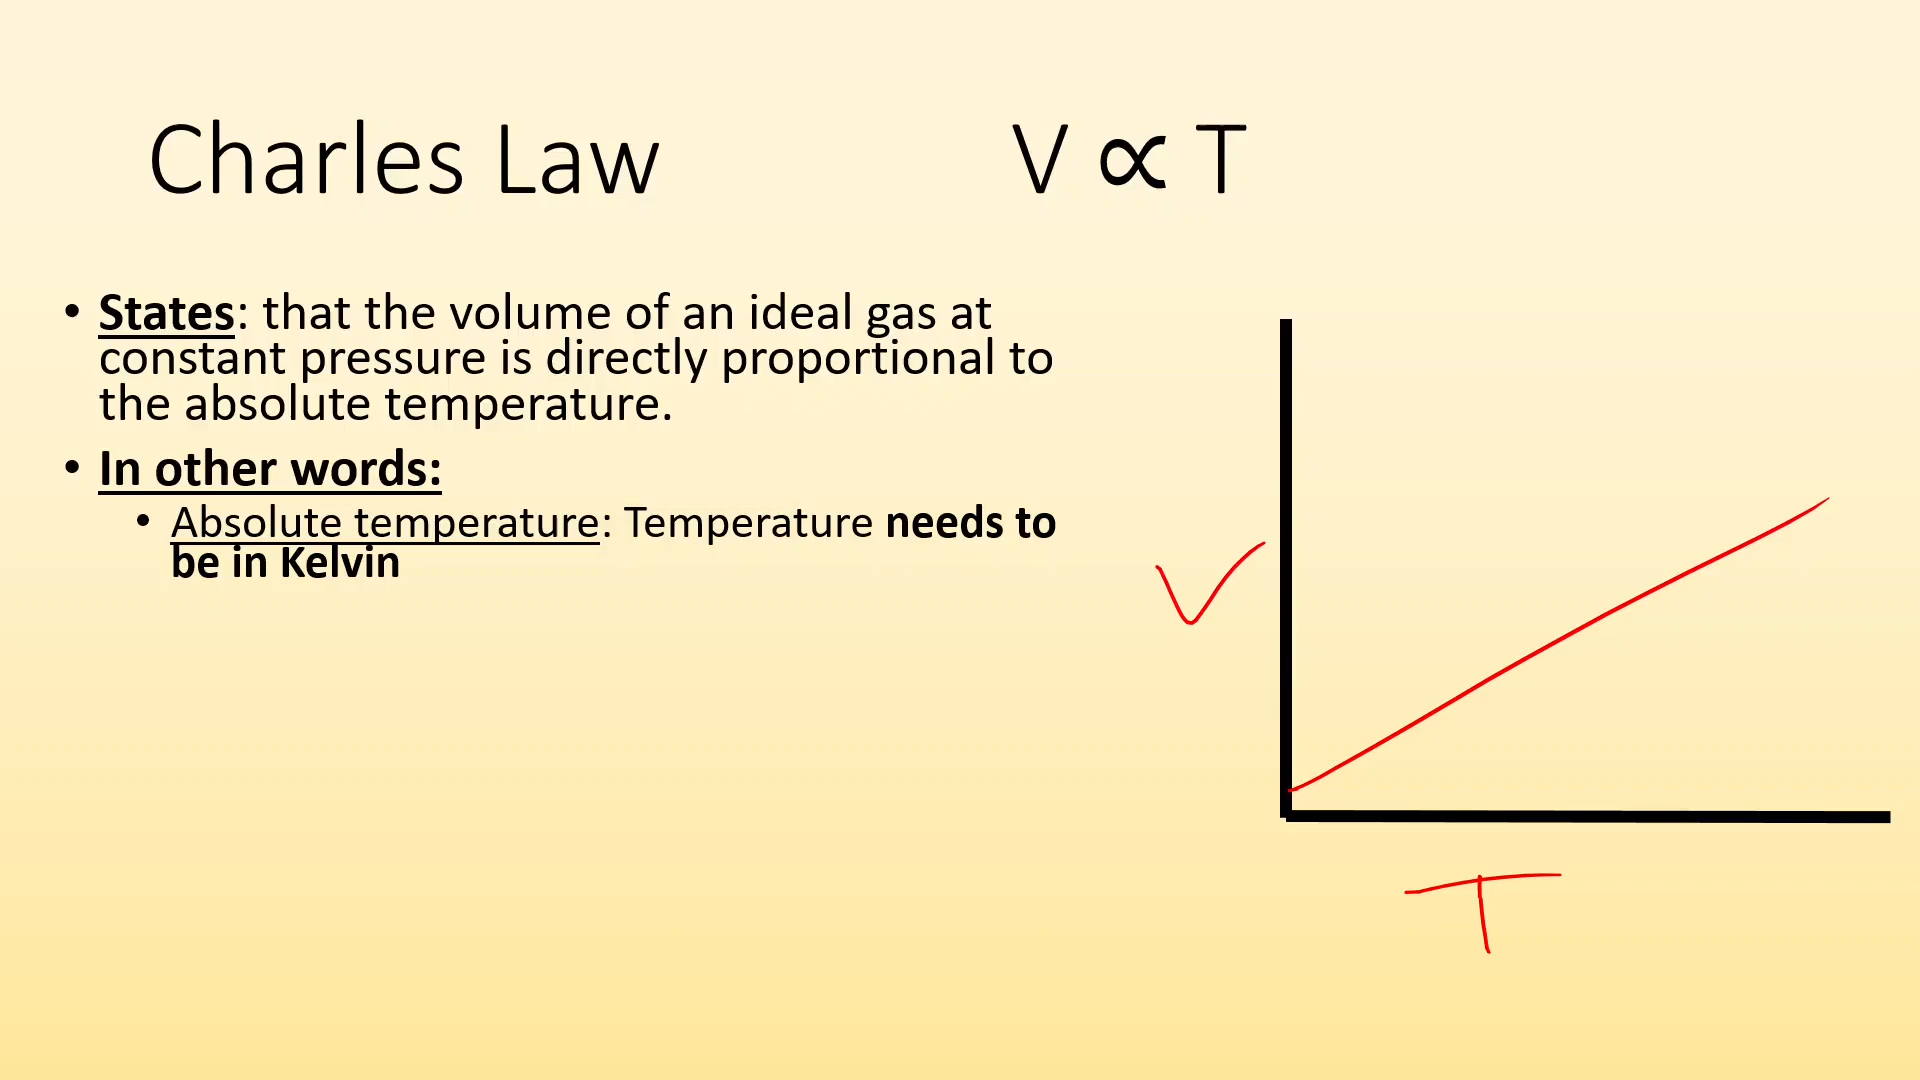 Charles Law
V ∝ T
• States: that the volume of an ideal gas at
constant pressure is directly proportional to
the absolute temperature.
• In other words:
• Absolute temperature: Temperature needs to
be in Kelvin
V
T